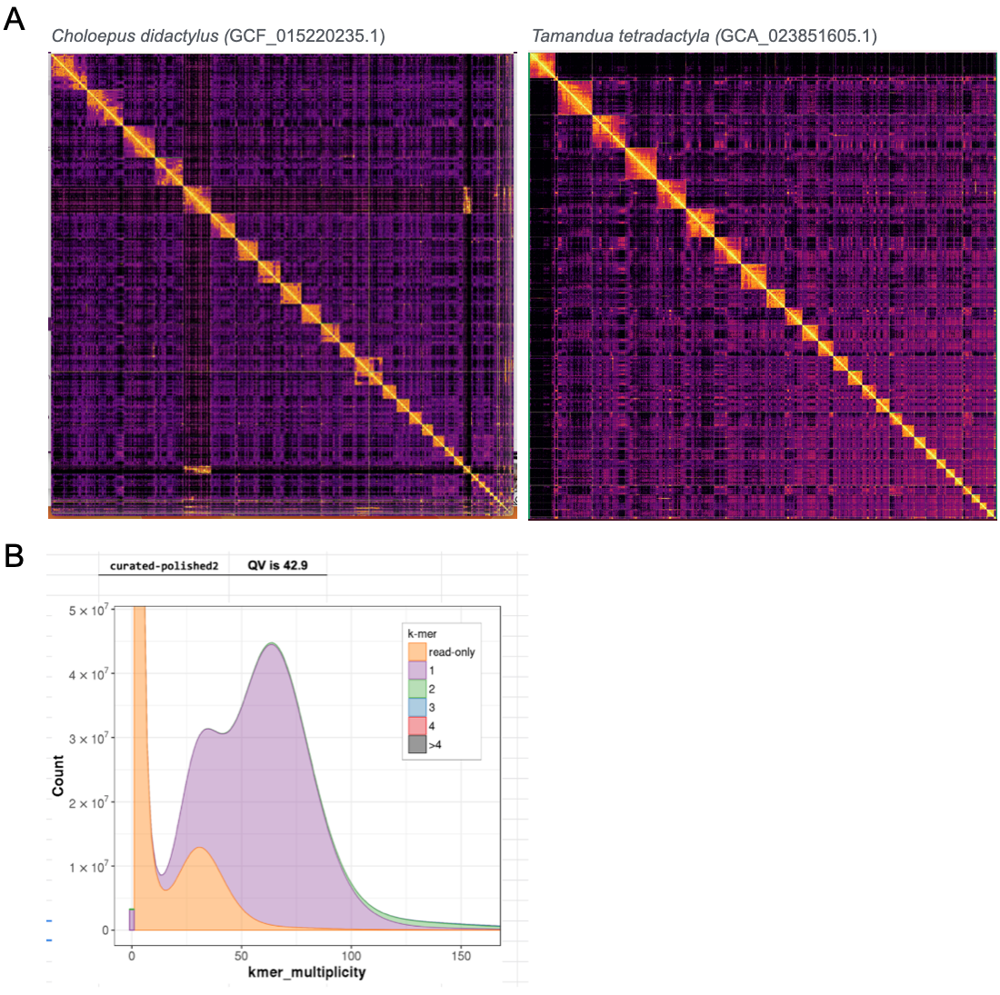 A
Choloepus didactylus (GCF_015220235.1)
Tamandua tetradactyla (GCA_023851605.1)
B
curated-polished2 QV is 42.9
5 × 10⁷
4 × 10⁷
3 × 10⁷
2 × 10⁷
1 × 10⁷
0
Count
k-mer
read-only
1
2
3
4
>4
0 50 100 150
kmer_multiplicity